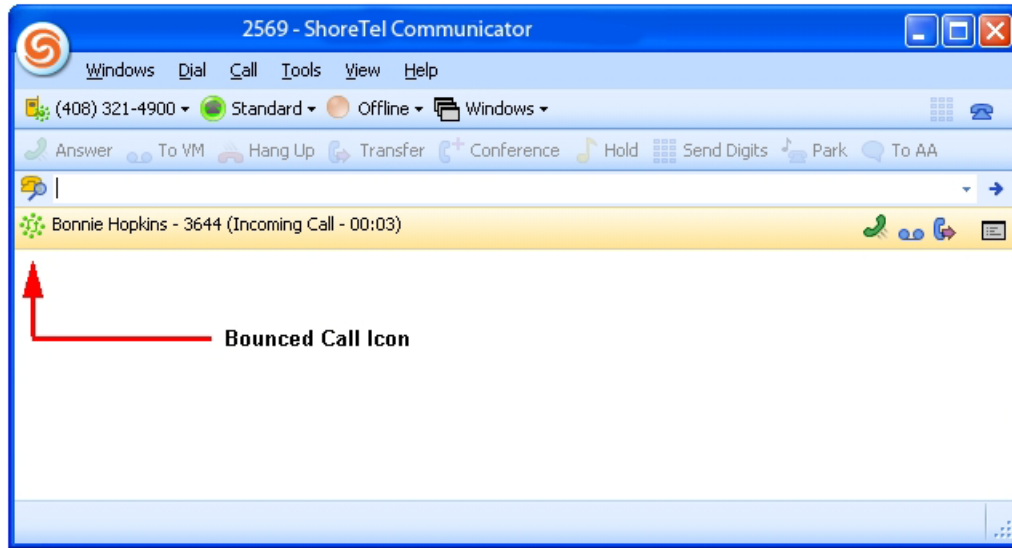 2569 - ShoreTel Communicator
Windows Dial Call Tools View Help
(408) 321-4900 Standard Offline Windows
Answer To VM Hang Up Transfer Conference Hold Send Digits Park To AA
Bonnie Hopkins - 3644 (Incoming Call - 00:03)
Bounced Call Icon